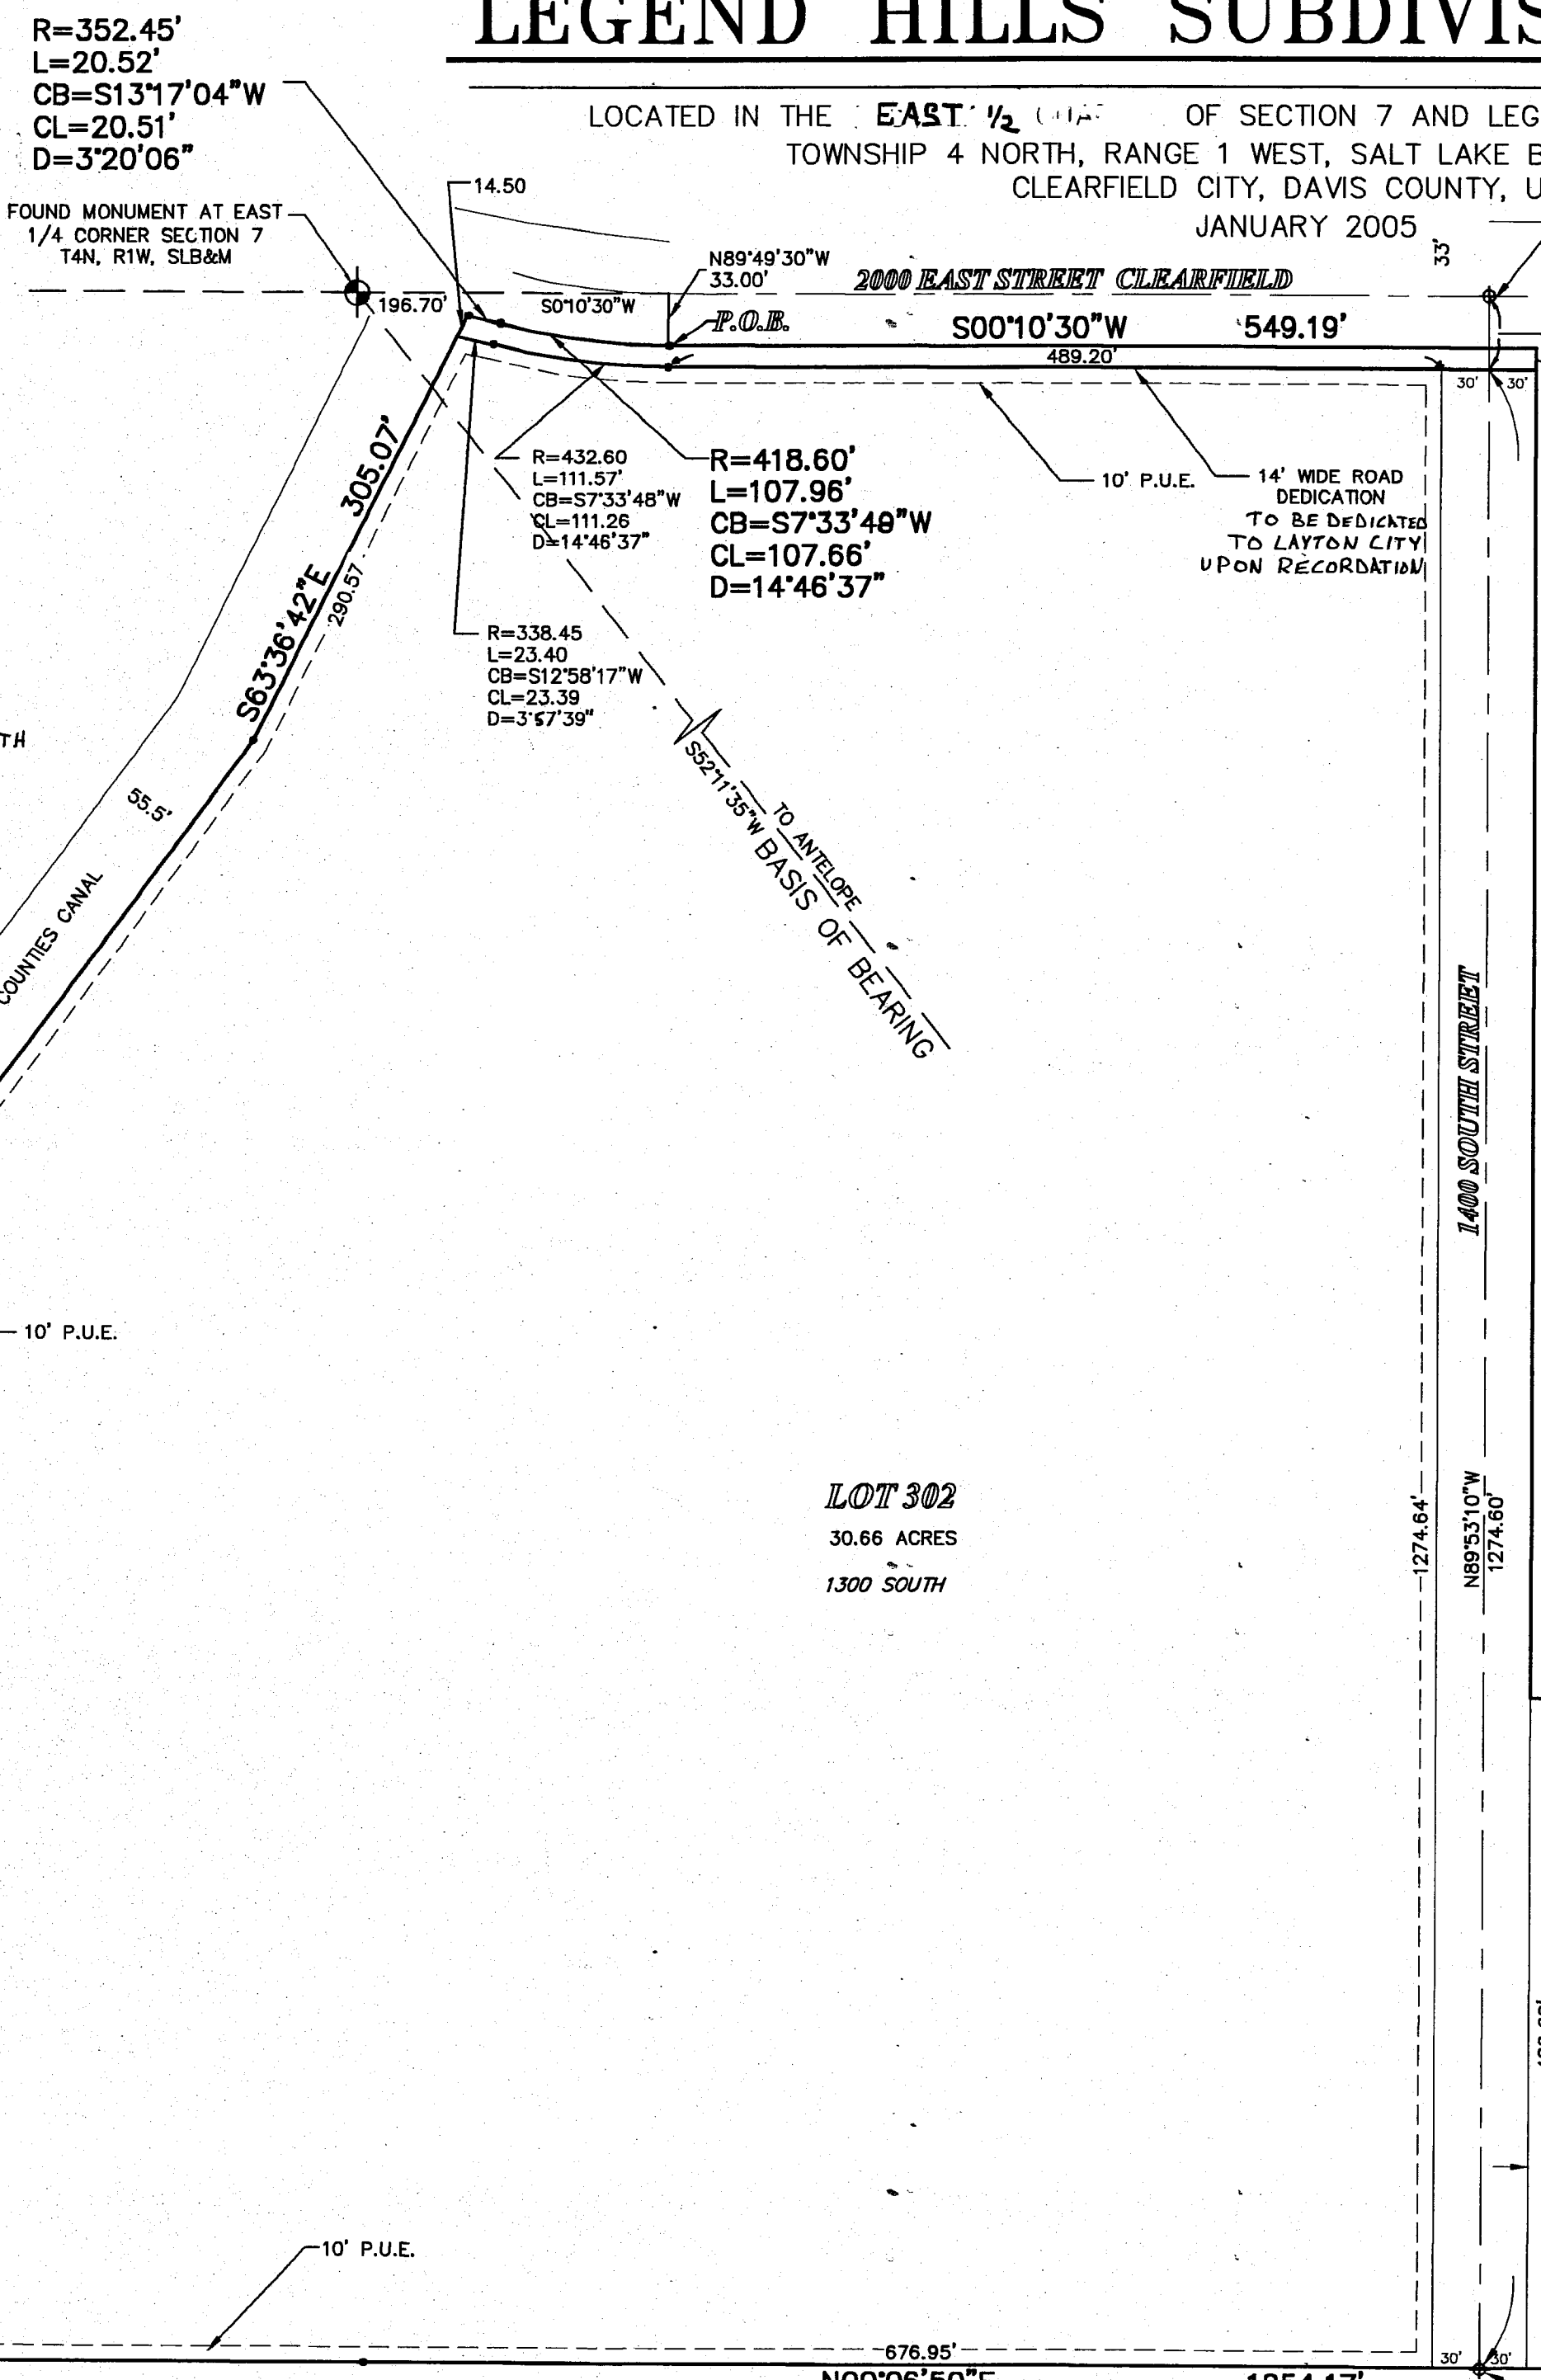 LEGEND HILLS SUBDIVIS
R=352.45'
L=20.52'
CB=S13°17'04"W
CL=20.51'
D=3°20'06"
LOCATED IN THE EAST 1/2 OF SECTION 7 AND LEG
TOWNSHIP 4 NORTH, RANGE 1 WEST, SALT LAKE B
CLEARFIELD CITY, DAVIS COUNTY, U
JANUARY 2005
FOUND MONUMENT AT EAST
1/4 CORNER SECTION 7
T4N, R1W, SLB&M
14.50
33'
N89°49'30"W
33.00'
2000 EAST STREET CLEARFIELD
196.70'
S0°10'30"W
P.O.B.
S00°10'30"W 549.19'
489.20'
30' 30'
305.07'
S63°36'42"E
290.57
R=432.60
L=111.57'
CB=S7°33'48"W
CL=111.26
D=14°46'37"
R=418.60'
L=107.96'
CB=S7°33'48"W
CL=107.66'
D=14°46'37"
10' P.U.E.
14' WIDE ROAD
DEDICATION
TO BE DEDICATED
TO LAYTON CITY
UPON RECORDATION
R=338.45
L=23.40
CB=S12°58'17"W
CL=23.39
D=3°57'39"
TH
55.5'
COUNTIES CANAL
S52°11'35"W
TO ANTELOPE
BASIS OF BEARING
1400 SOUTH STREET
10' P.U.E.
LOT 302
30.66 ACRES
1300 SOUTH
1274.64'
N89°53'10"W
1274.60'
10' P.U.E.
676.95'
30' 30'